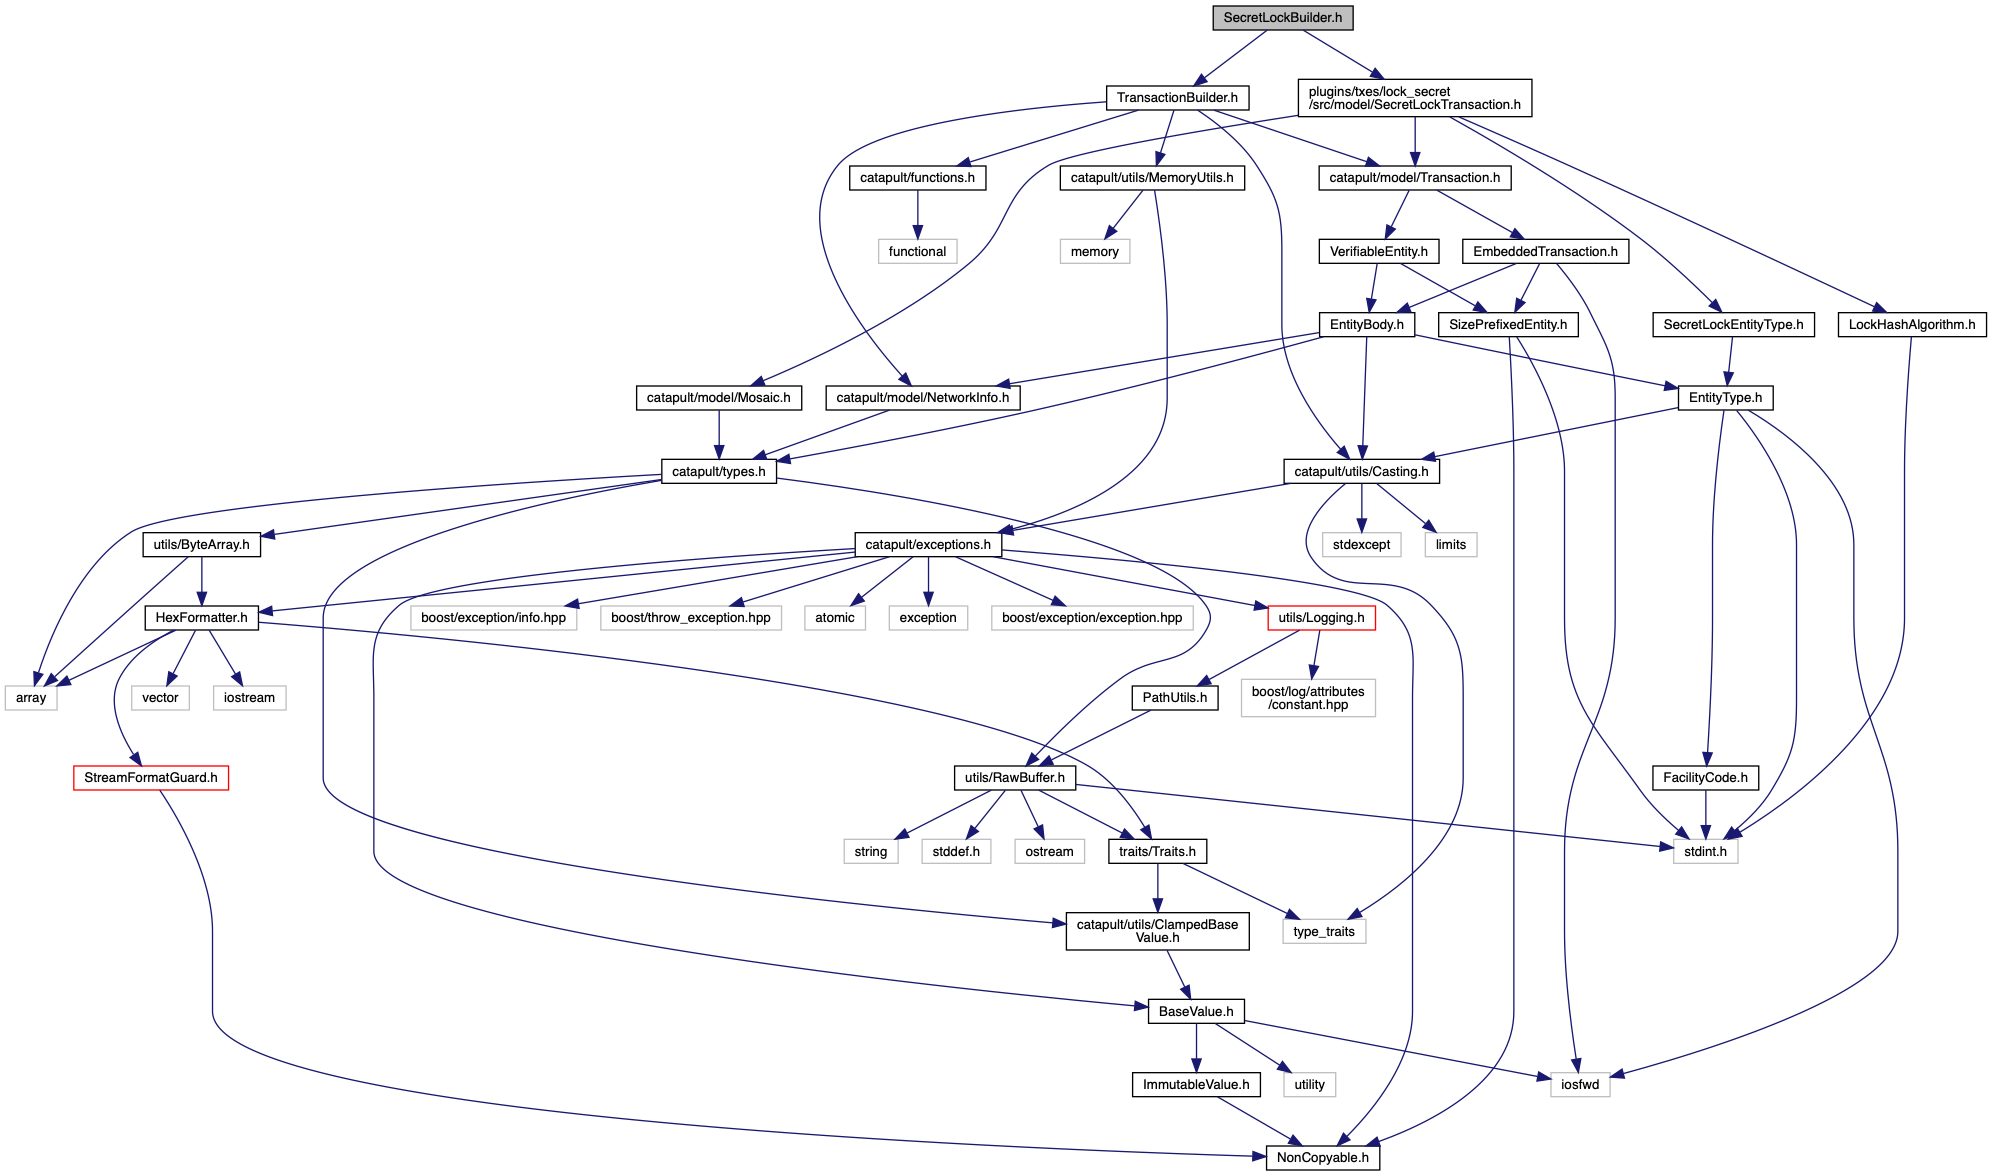 SecretLockBuilder.h
TransactionBuilder.h
plugins/txes/lock_secret
/src/model/SecretLockTransaction.h
catapult/functions.h
catapult/utils/MemoryUtils.h
catapult/model/Transaction.h
functional
memory
VerifiableEntity.h
EmbeddedTransaction.h
EntityBody.h
SizePrefixedEntity.h
SecretLockEntityType.h
LockHashAlgorithm.h
catapult/model/Mosaic.h
catapult/model/NetworkInfo.h
EntityType.h
catapult/types.h
catapult/utils/Casting.h
utils/ByteArray.h
catapult/exceptions.h
stdexcept
limits
HexFormatter.h
boost/exception/info.hpp
boost/throw_exception.hpp
atomic
exception
boost/exception/exception.hpp
utils/Logging.h
array
vector
iostream
PathUtils.h
boost/log/attributes
/constant.hpp
StreamFormatGuard.h
utils/RawBuffer.h
FacilityCode.h
string
stddef.h
ostream
traits/Traits.h
stdint.h
catapult/utils/ClampedBase
Value.h
type_traits
BaseValue.h
ImmutableValue.h
utility
iosfwd
NonCopyable.h